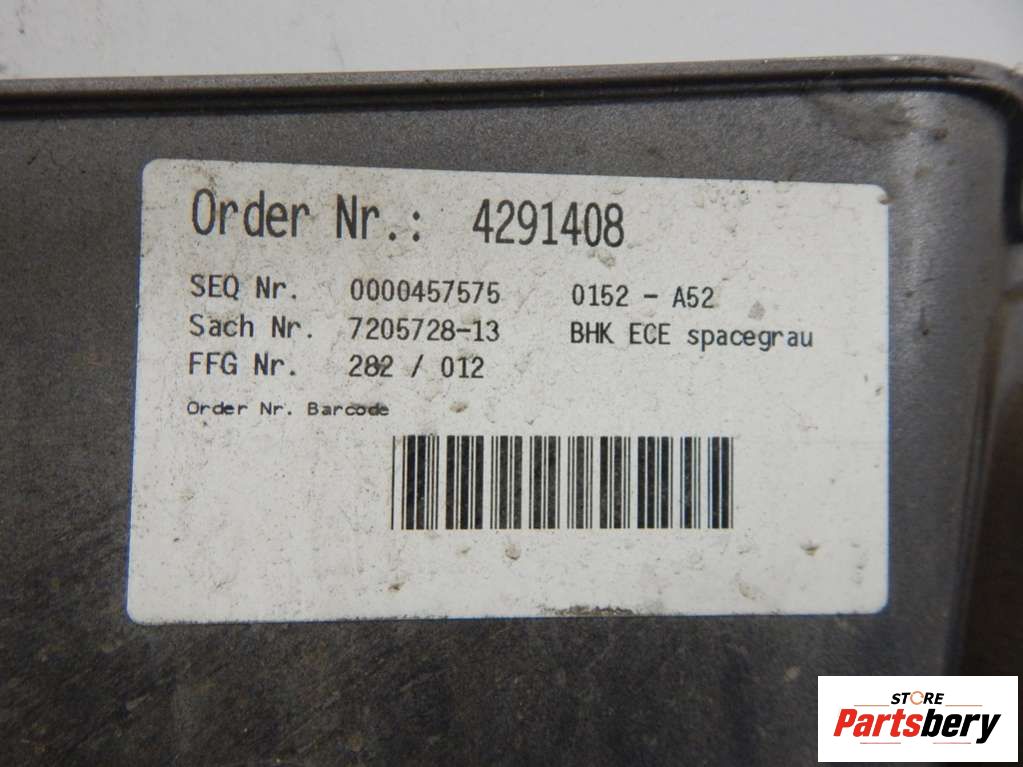 Order Nr.: 4291408
SEQ Nr. 0000457575 0152 - A52
Sach Nr. 7205728-13 BHK ECE spacegrau
FFG Nr. 282 / 012
Order Nr. Barcode
STORE
Partsbery